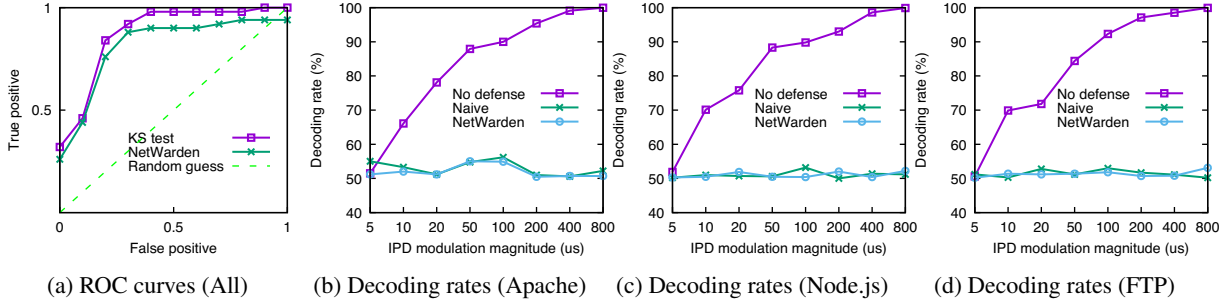 1
0.5
True positive
KS test
NetWarden
Random guess
0 0.5 1
False positive
(a) ROC curves (All)
100
90
80
70
60
50
40
Decoding rate (%)
No defense
Naive
NetWarden
5 10 20 50 100 200 400 800
IPD modulation magnitude (us)
(b) Decoding rates (Apache)
100
90
80
70
60
50
40
Decoding rate (%)
No defense
Naive
NetWarden
5 10 20 50 100 200 400 800
IPD modulation magnitude (us)
(c) Decoding rates (Node.js)
100
90
80
70
60
50
40
Decoding rate (%)
No defense
Naive
NetWarden
5 10 20 50 100 200 400 800
IPD modulation magnitude (us)
(d) Decoding rates (FTP)